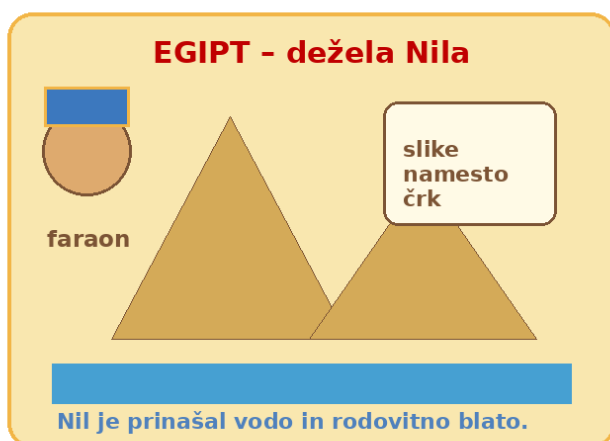 EGIPT – dežela Nila
slike
namesto
črk
faraon
Nil je prinašal vodo in rodovitno blato.